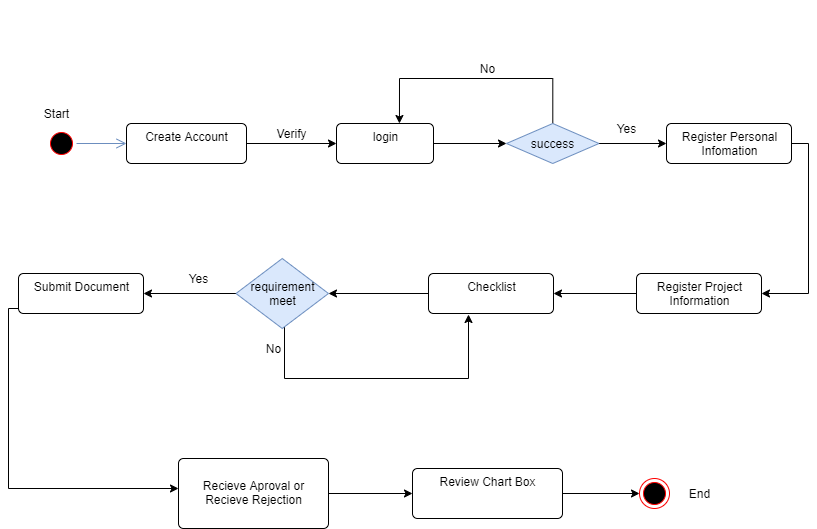 No
Start
Create Account
Verify
login
success
Yes
Register Personal
Infomation
Submit Document
Yes
requirement
meet
Checklist
Register Project
Information
No
Recieve Aproval or
Recieve Rejection
Review Chart Box
End